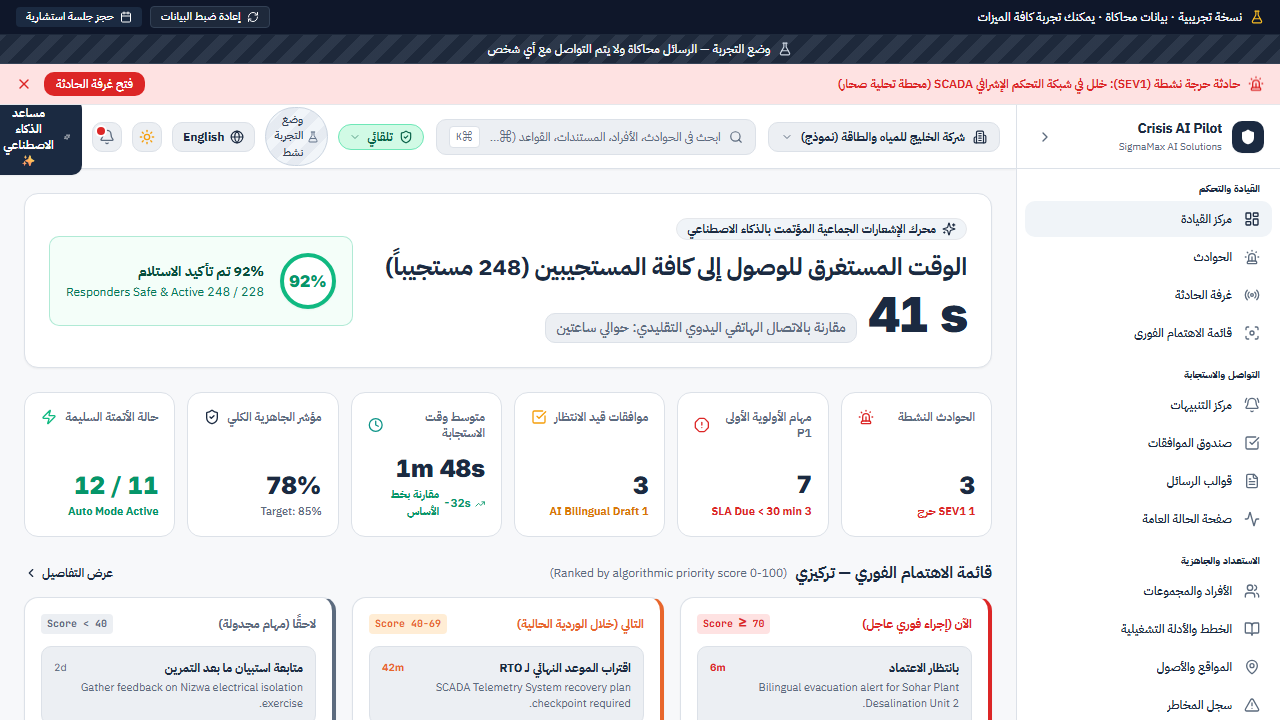 نسخة تجريبية · بيانات محاكاة · يمكنك تجربة كافة الميزات
إعادة ضبط البيانات
حجز جلسة استشارية
وضع التجربة — الرسائل محاكاة ولا يتم التواصل مع أي شخص
حادثة حرجة نشطة (SEV1): خلل في شبكة التحكم الإشرافي SCADA (محطة تحلية صحار)
فتح غرفة الحادثة
Crisis AI Pilot
SigmaMax AI Solutions
شركة الخليج للمياه والطاقة (نموذج)
ابحث في الحوادث، الأفراد، المستندات، القواعد (⌘...
⌘K
تلقائي
وضع
التجربة
نشط
English
مساعد
الذكاء
الاصطناعي
✨
القيادة والتحكم
مركز القيادة
الحوادث
غرفة الحادثة
قائمة الاهتمام الفوري
التواصل والاستجابة
مركز التنبيهات
صندوق الموافقات
قوالب الرسائل
صفحة الحالة العامة
الاستعداد والجاهزية
الأفراد والمجموعات
الخطط والأدلة التشغيلية
المواقع والأصول
سجل المخاطر
محرك الإشعارات الجماعية المؤتمت بالذكاء الاصطناعي
الوقت المستغرق للوصول إلى كافة المستجيبين (248 مستجيباً)
41 s
مقارنة بالاتصال الهاتفي اليدوي التقليدي: حوالي ساعتين
92%
92% تم تأكيد الاستلام
Responders Safe & Active 248 / 228
الحوادث النشطة
3
SEV1 1 حرج
مهام الأولوية الأولى
P1
7
SLA Due < 30 min 3
موافقات قيد الانتظار
3
AI Bilingual Draft 1
متوسط وقت
الاستجابة
1m 48s
-32s مقارنة بخط
الأساس
مؤشر الجاهزية الكلي
78%
Target: 85%
حالة الأتمتة السليمة
12 / 11
Auto Mode Active
قائمة الاهتمام الفوري — تركيزي (Ranked by algorithmic priority score 0-100)
عرض التفاصيل
الآن (إجراء فوري عاجل)
Score ≥ 70
بانتظار الاعتماد
6m
Bilingual evacuation alert for Sohar Plant
Desalination Unit 2.
التالي (خلال الوردية الحالية)
Score 40-69
اقتراب الموعد النهائي لـ RTO
42m
SCADA Telemetry System recovery plan
checkpoint required.
لاحقًا (مهام مجدولة)
Score < 40
متابعة استبيان ما بعد التمرين
2d
Gather feedback on Nizwa electrical isolation
exercise.